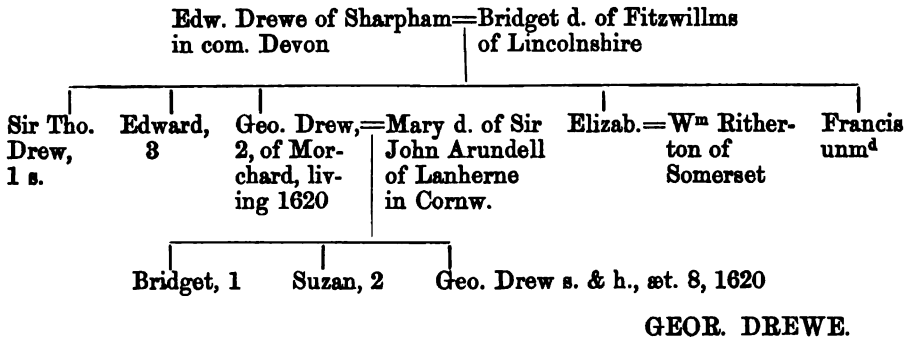 Edw. Drewe of Sharpham=Bridget d. of Fitzwillms
in com. Devon of Lincolnshire
Sir Tho.
Drew,
1 s.
Edward,
3
Geo. Drew,=Mary d. of Sir
2, of Mor- John Arundell
chard, liv- of Lanherne
ing 1620 in Cornw.
Elizab.=Wm Rither-
ton of
Somerset
Francis
unmd
Bridget, 1
Suzan, 2
Geo. Drew s. & h., æt. 8, 1620
GEOR. DREWE.